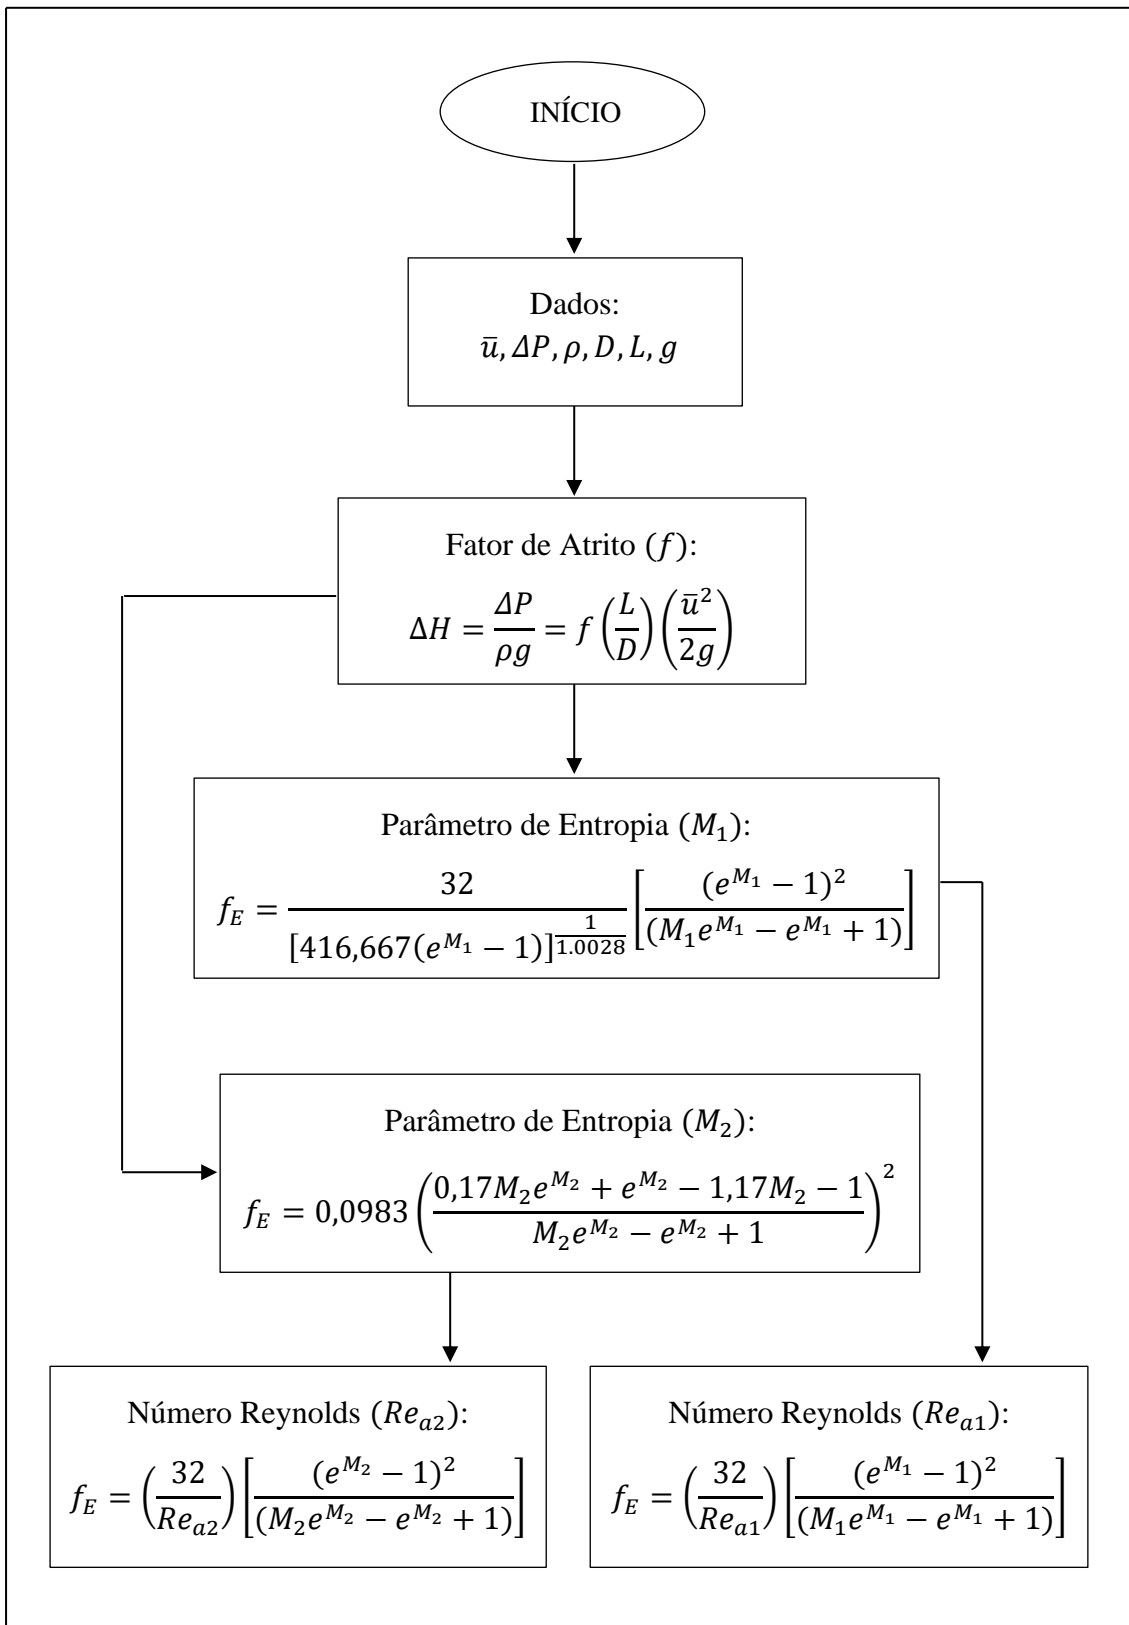 INÍCIO
Dados:
ū, ΔP, ρ, D, L, g
Fator de Atrito (f):
ΔH = ΔP/ρg = f (L/D) (ū²/2g)
Parâmetro de Entropia (M₁):
f_E = 32/[416,667(e^{M₁} − 1)]^{1/1.0028} [(e^{M₁} − 1)²/(M₁e^{M₁} − e^{M₁} + 1)]
Parâmetro de Entropia (M₂):
f_E = 0,0983 ((0,17M₂e^{M₂} + e^{M₂} − 1,17M₂ − 1)/(M₂e^{M₂} − e^{M₂} + 1))²
Número Reynolds (Re_{a2}):
f_E = (32/Re_{a2}) [(e^{M₂} − 1)²/(M₂e^{M₂} − e^{M₂} + 1)]
Número Reynolds (Re_{a1}):
f_E = (32/Re_{a1}) [(e^{M₁} − 1)²/(M₁e^{M₁} − e^{M₁} + 1)]